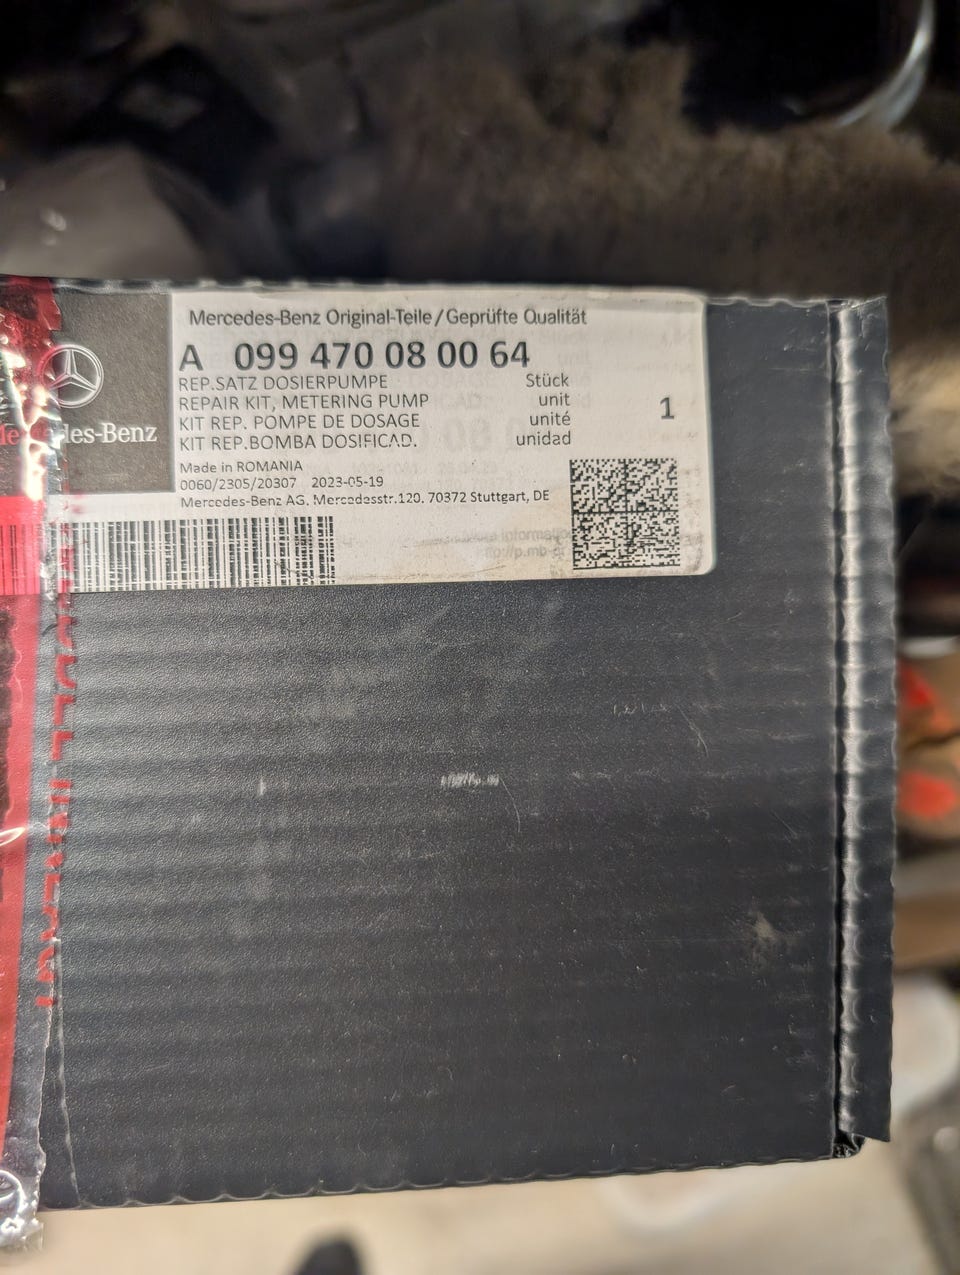 Mercedes-Benz Original-Teile/Geprüfte Qualität
A 099 470 08 00 64
REP.SATZ DOSIERPUMPE
REPAIR KIT, METERING PUMP
KIT REP. POMPE DE DOSAGE
KIT REP.BOMBA DOSIFICAD.
Stück
unit
unité
unidad
1
Mercedes-Benz
Made in ROMANIA
0060/2305/20307 2023-05-19
Mercedes-Benz AG, Mercedesstr.120, 70372 Stuttgart, DE